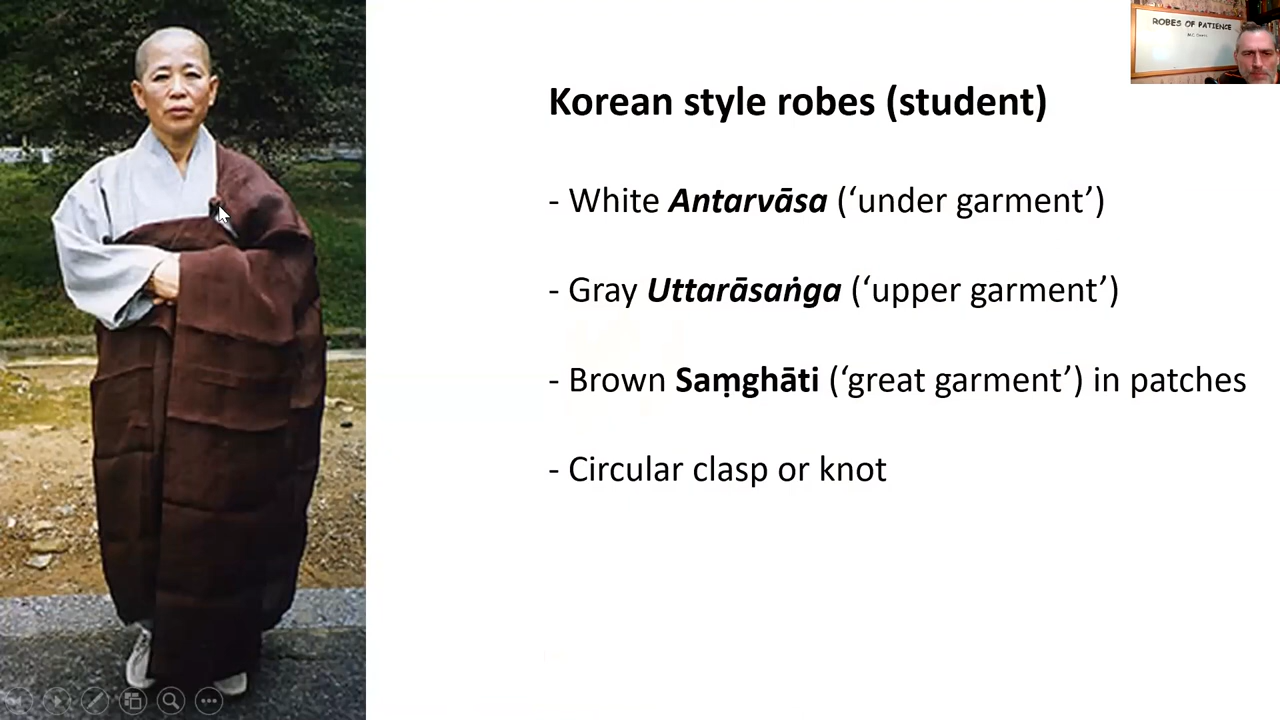 ROBES OF PATIENCE
Korean style robes (student)
- White Antarvāsa (‘under garment’)
- Gray Uttarāsaṅga (‘upper garment’)
- Brown Saṃghāti (‘great garment’) in patches
- Circular clasp or knot